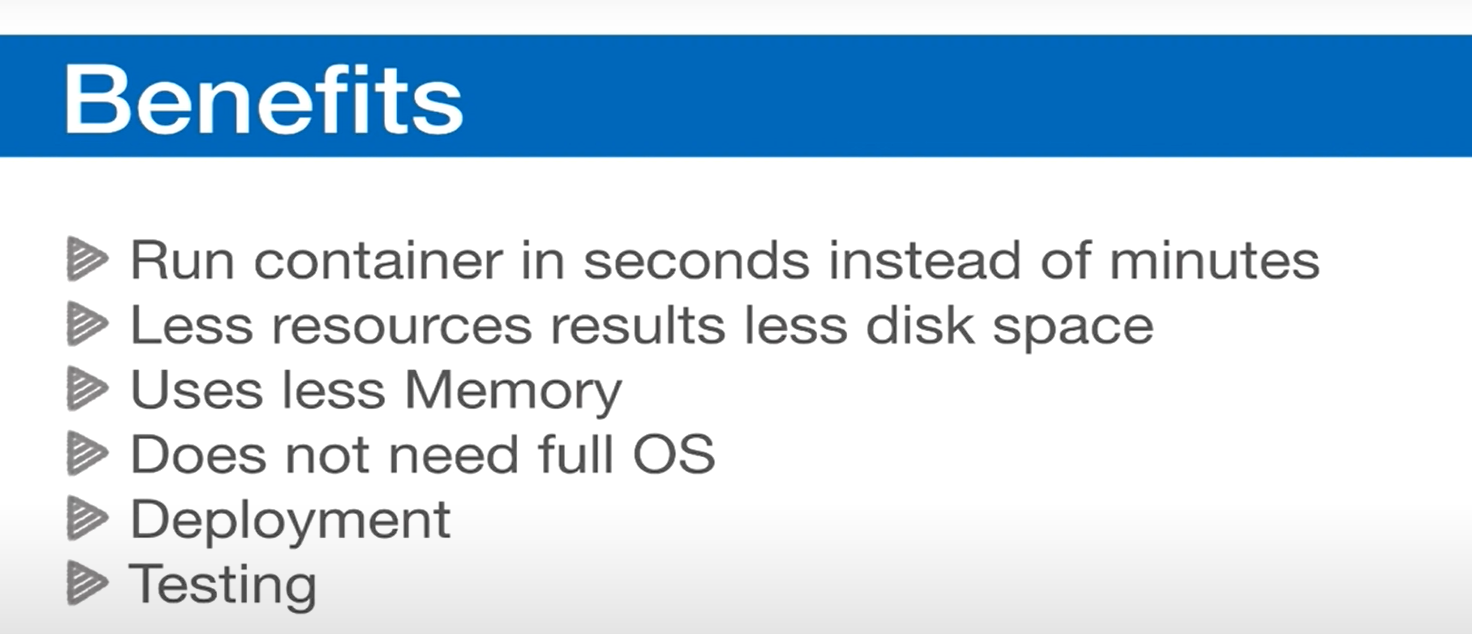 Benefits
Run container in seconds instead of minutes
Less resources results less disk space
Uses less Memory
Does not need full OS
Deployment
Testing